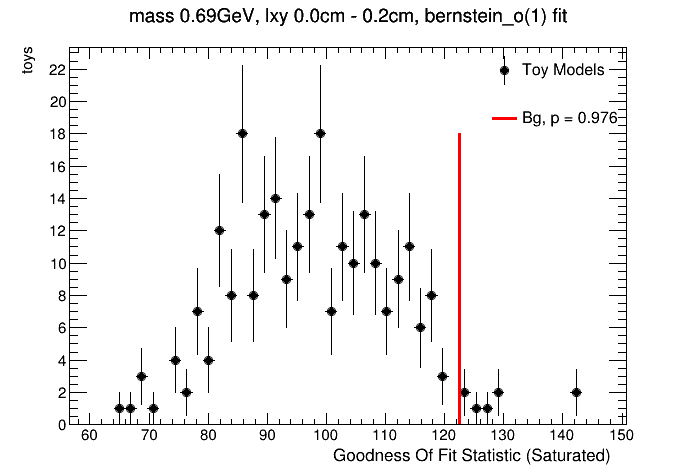 mass 0.69GeV, lxy 0.0cm - 0.2cm, bernstein_o(1) fit
toys
Toy Models
Bg, p = 0.976
22
20
18
16
14
12
10
8
6
4
2
0
60 70 80 90 100 110 120 130 140 150
Goodness Of Fit Statistic (Saturated)